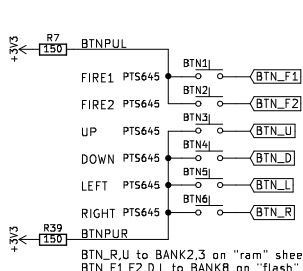 R7
+3V3 150 BTNPUL
BTN1
FIRE1 PTS645 BTN_F1
BTN2
FIRE2 PTS645 BTN_F2
BTN3
UP PTS645 BTN_U
BTN4
DOWN PTS645 BTN_D
BTN5
LEFT PTS645 BTN_L
BTN6
RIGHT PTS645 BTN_R
R39
+3V3 150 BTNPUR
BTN_R,U to BANK2,3 on "ram" shee
BTN_F1,F2,D,L to BANK8 on "flash"